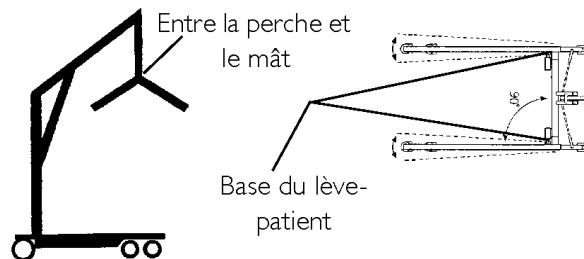 Entre la perche et
le mât
90°
Base du lève-
patient